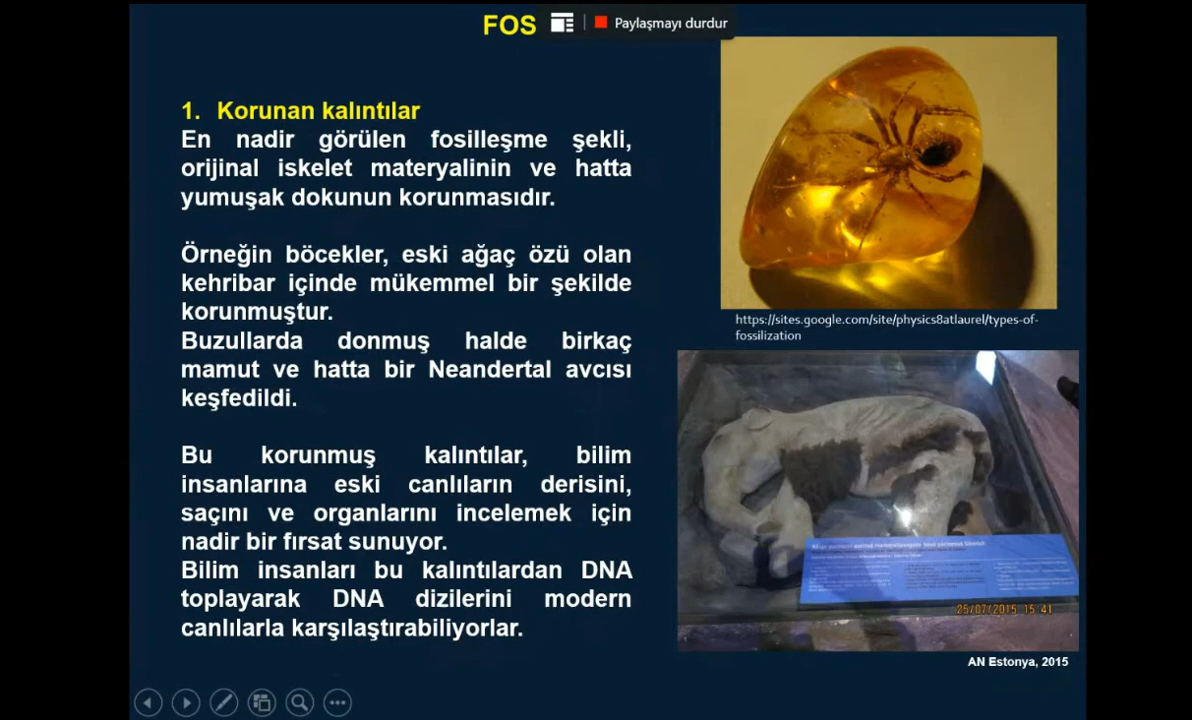 FOS
Paylaşmayı durdur
1. Korunan kalıntılar
En nadir görülen fosilleşme şekli,
orijinal iskelet materyalinin ve hatta
yumuşak dokunun korunmasıdır.
Örneğin böcekler, eski ağaç özü olan
kehribar içinde mükemmel bir şekilde
korunmuştur.
Buzullarda donmuş halde birkaç
mamut ve hatta bir Neandertal avcısı
keşfedildi.
Bu korunmuş kalıntılar, bilim
insanlarına eski canlıların derisini,
saçını ve organlarını incelemek için
nadir bir fırsat sunuyor.
Bilim insanları bu kalıntılardan DNA
toplayarak DNA dizilerini modern
canlılarla karşılaştırabiliyorlar.
https://sites.google.com/site/physics8atlaurel/types-of-
fossilization
25/07/2015 15:41
AN Estonya, 2015